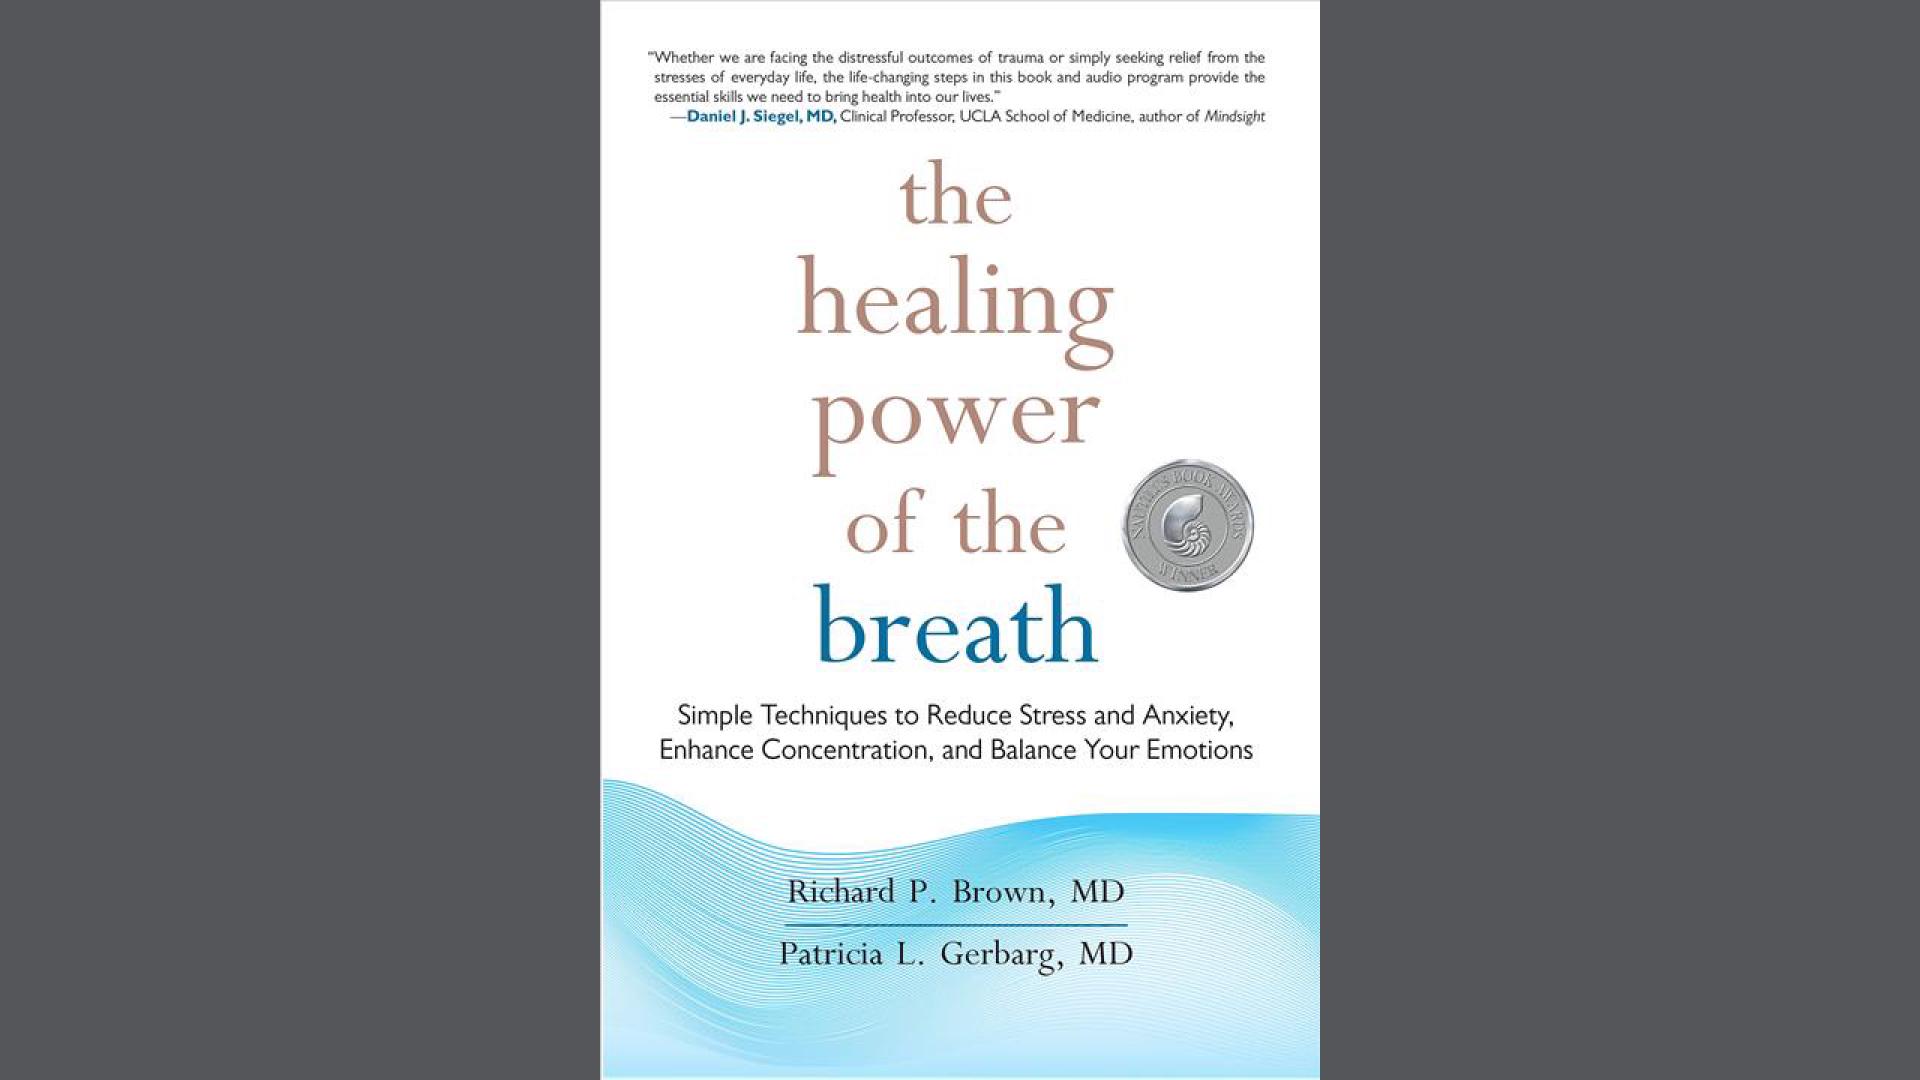 “Whether we are facing the distressful outcomes of trauma or simply seeking relief from the
stresses of everyday life, the life-changing steps in this book and audio program provide the
essential skills we need to bring health into our lives.”
—Daniel J. Siegel, MD, Clinical Professor, UCLA School of Medicine, author of Mindsight
the
healing
power
of the
breath
NAUTILUS BOOK AWARDS
WINNER
Simple Techniques to Reduce Stress and Anxiety,
Enhance Concentration, and Balance Your Emotions
Richard P. Brown, MD
Patricia L. Gerbarg, MD